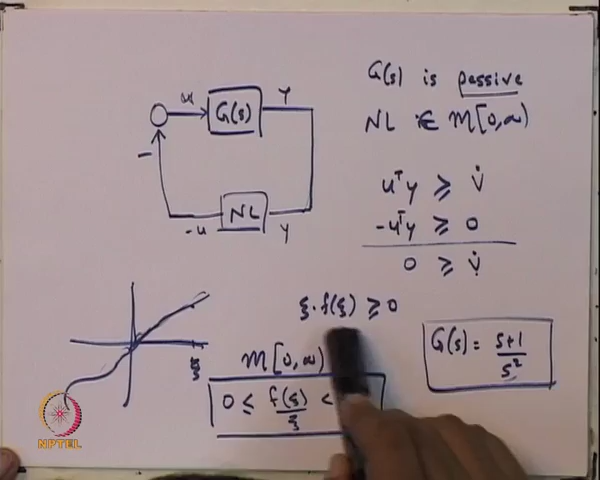 G(s) is passive
NL ∈ M[0,∞)
u
G(s)
y
−
NL
-u
y
uᵀy ≥ V̇
-uᵀy ≥ 0
0 ≥ V̇
ξ·f(ξ) ≥ 0
ξ
M[0,∞)
0 ≤ f(ξ)/ξ <
G(s) = s+1/s²
NPTEL